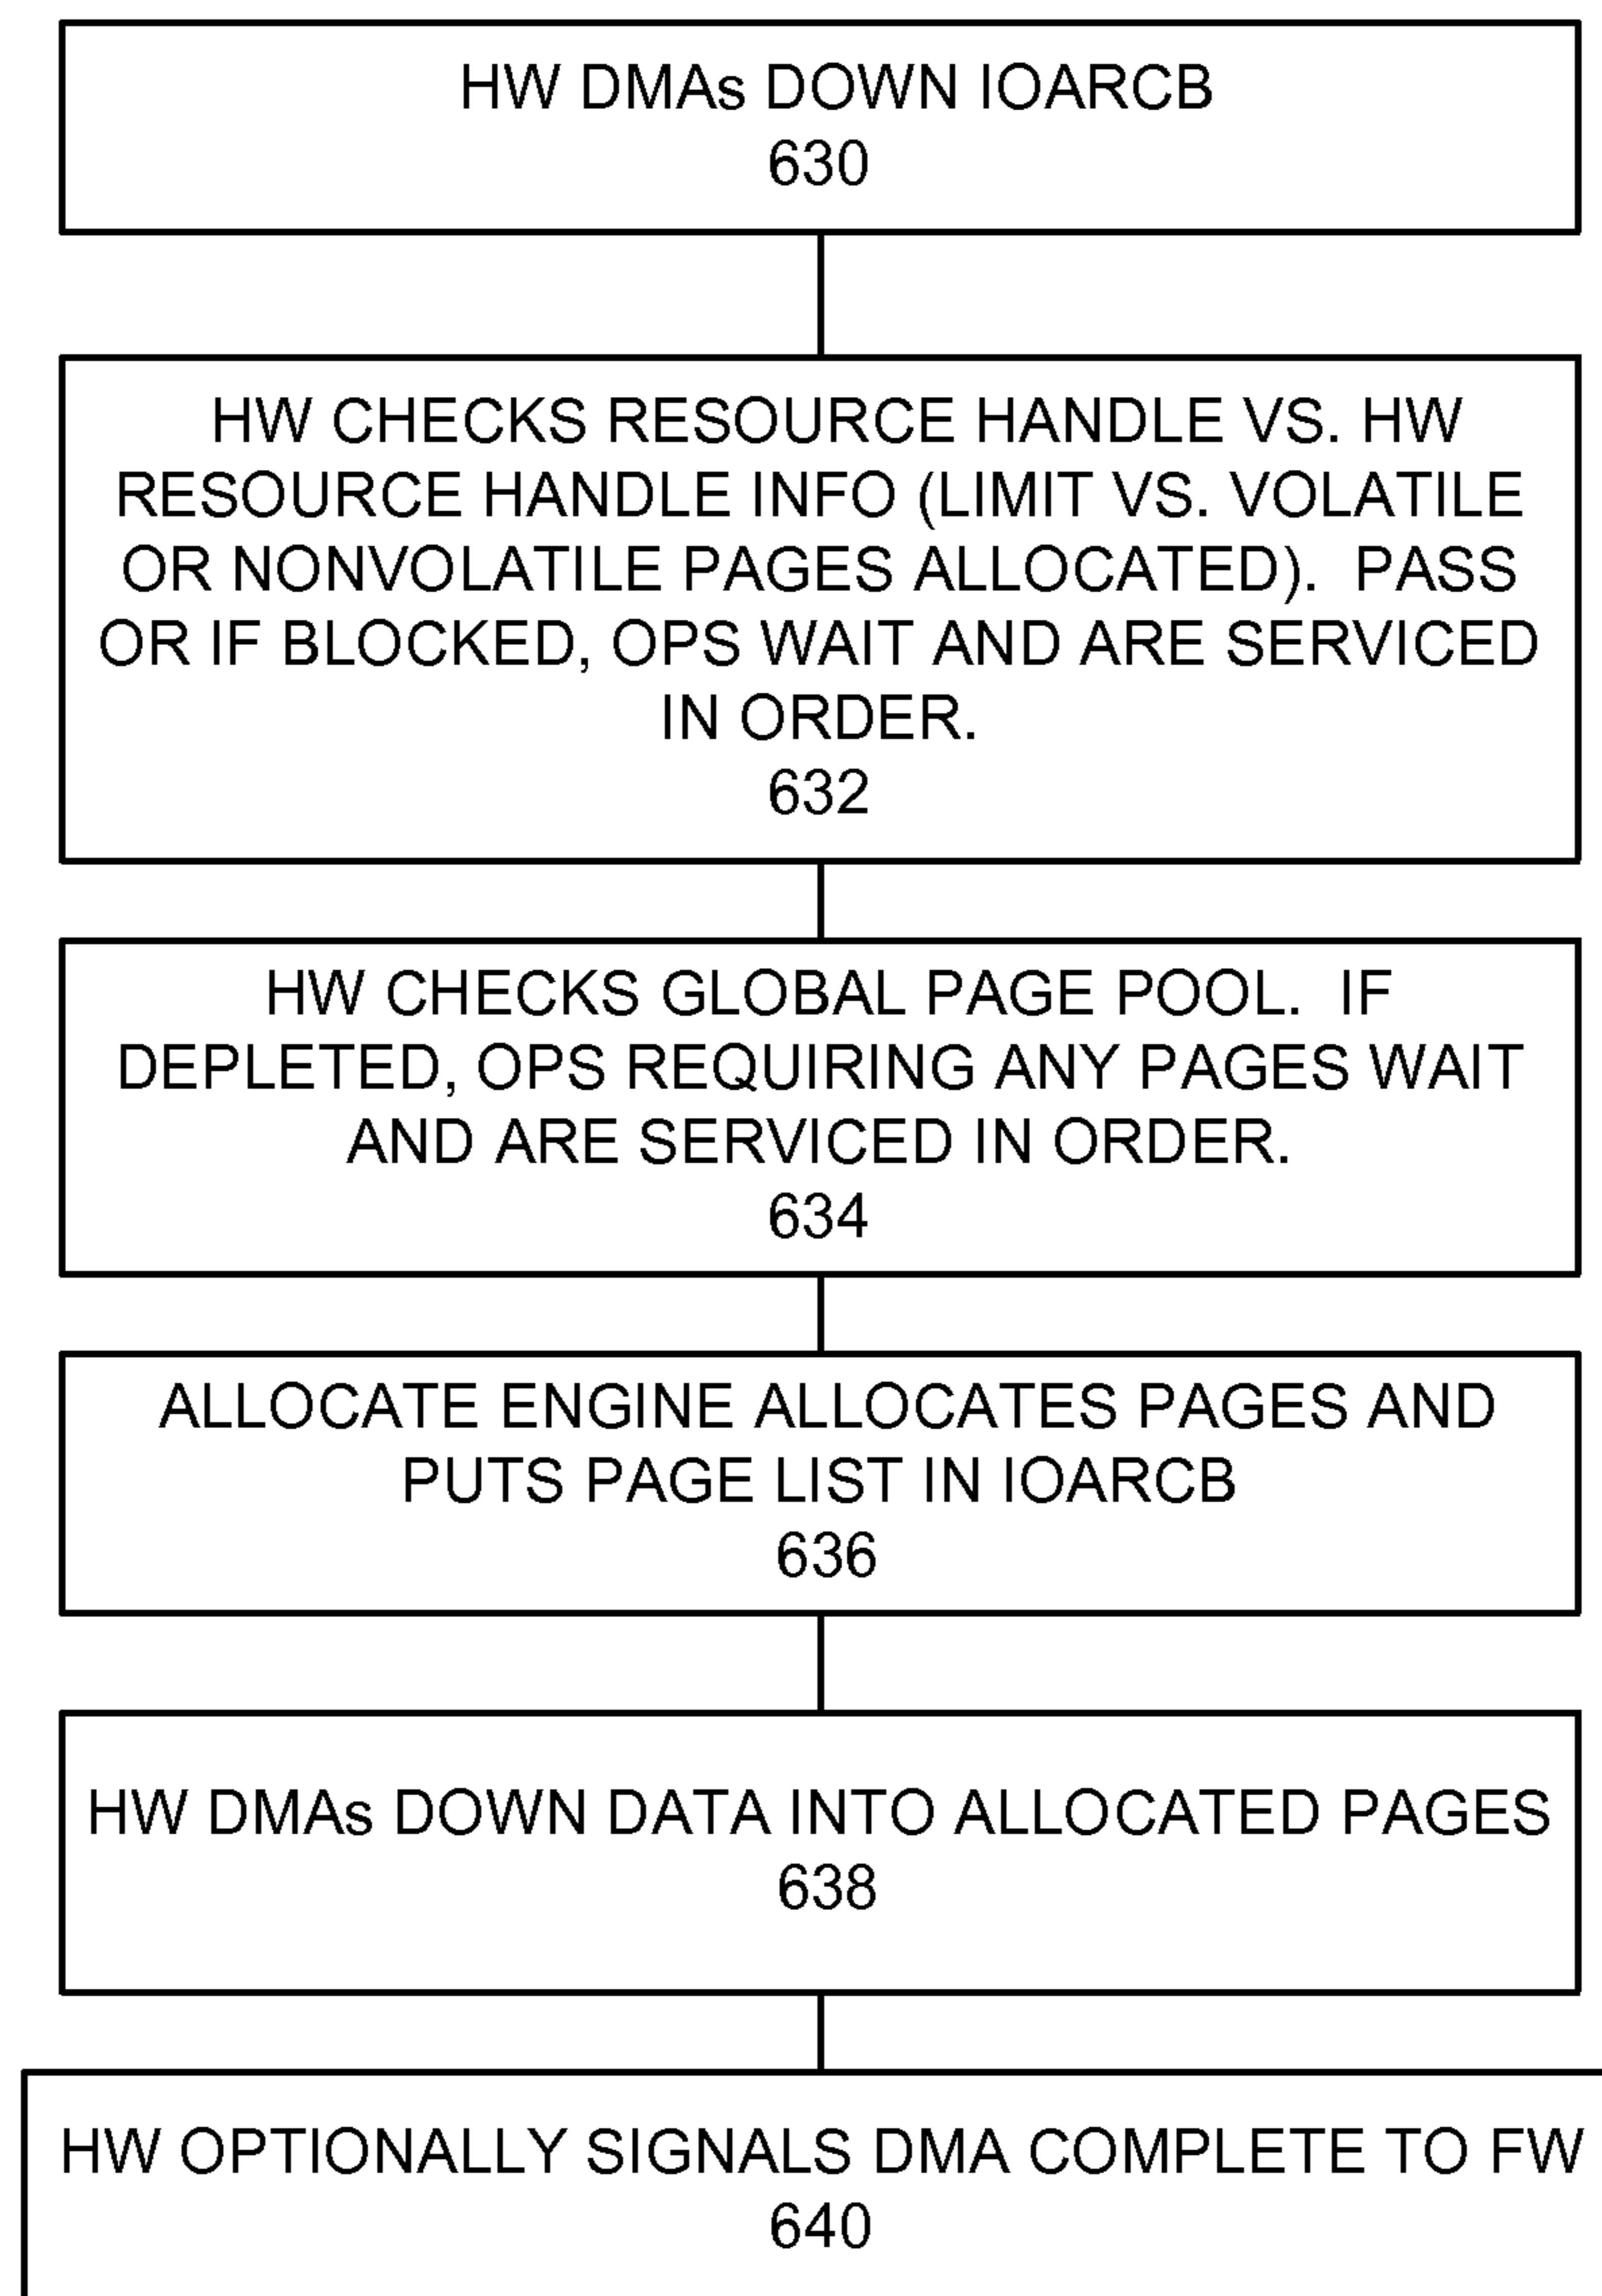 HW DMAs DOWN IOARCB
630
HW CHECKS RESOURCE HANDLE VS. HW
RESOURCE HANDLE INFO (LIMIT VS. VOLATILE
OR NONVOLATILE PAGES ALLOCATED).  PASS
OR IF BLOCKED, OPS WAIT AND ARE SERVICED
IN ORDER.
632
HW CHECKS GLOBAL PAGE POOL.  IF
DEPLETED, OPS REQUIRING ANY PAGES WAIT
AND ARE SERVICED IN ORDER.
634
ALLOCATE ENGINE ALLOCATES PAGES AND
PUTS PAGE LIST IN IOARCB
636
HW DMAs DOWN DATA INTO ALLOCATED PAGES
638
HW OPTIONALLY SIGNALS DMA COMPLETE TO FW
640